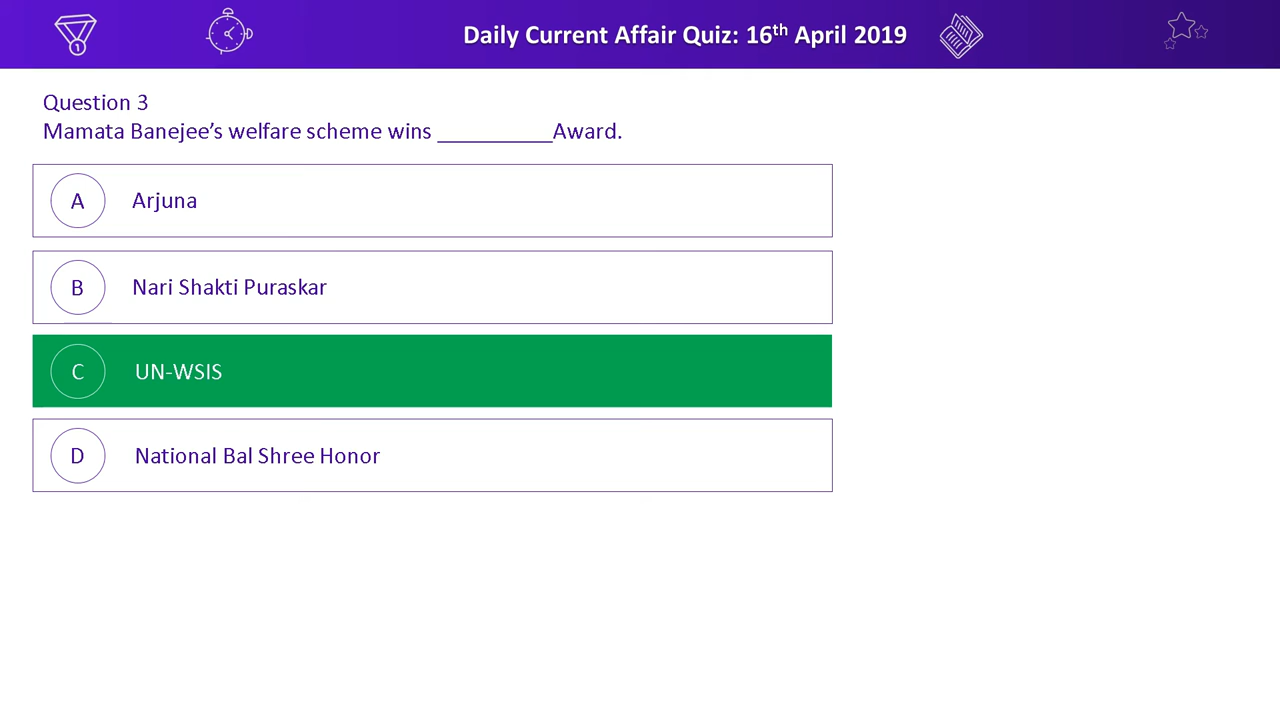 1
Daily Current Affair Quiz: 16th April 2019
Question 3
Mamata Banejee’s welfare scheme wins __________Award.
A Arjuna
B Nari Shakti Puraskar
C UN-WSIS
D National Bal Shree Honor